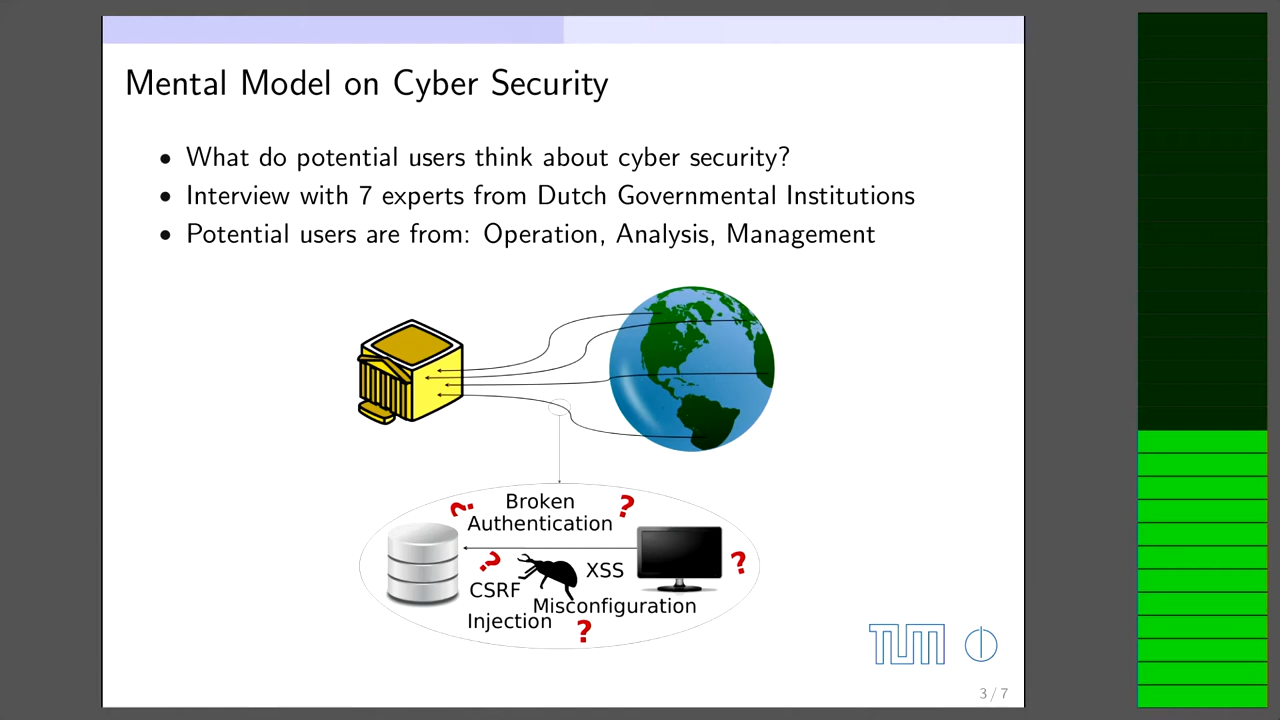 Mental Model on Cyber Security
• What do potential users think about cyber security?
• Interview with 7 experts from Dutch Governmental Institutions
• Potential users are from: Operation, Analysis, Management
?
Broken
?
Authentication
?
?
XSS
CSRF
Misconfiguration
Injection
?
TUM
3 / 7